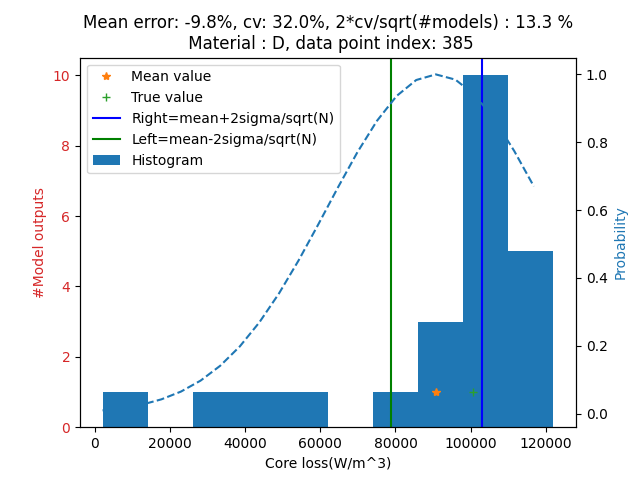 Mean error: -9.8%, cv: 32.0%, 2*cv/sqrt(#models) : 13.3 %
Material : D, data point index: 385
Mean value
True value
Right=mean+2sigma/sqrt(N)
Left=mean-2sigma/sqrt(N)
Histogram
#Model outputs
10
8
6
4
2
0
Probability
1.0
0.8
0.6
0.4
0.2
0.0
0 20000 40000 60000 80000 100000 120000
Core loss(W/m^3)